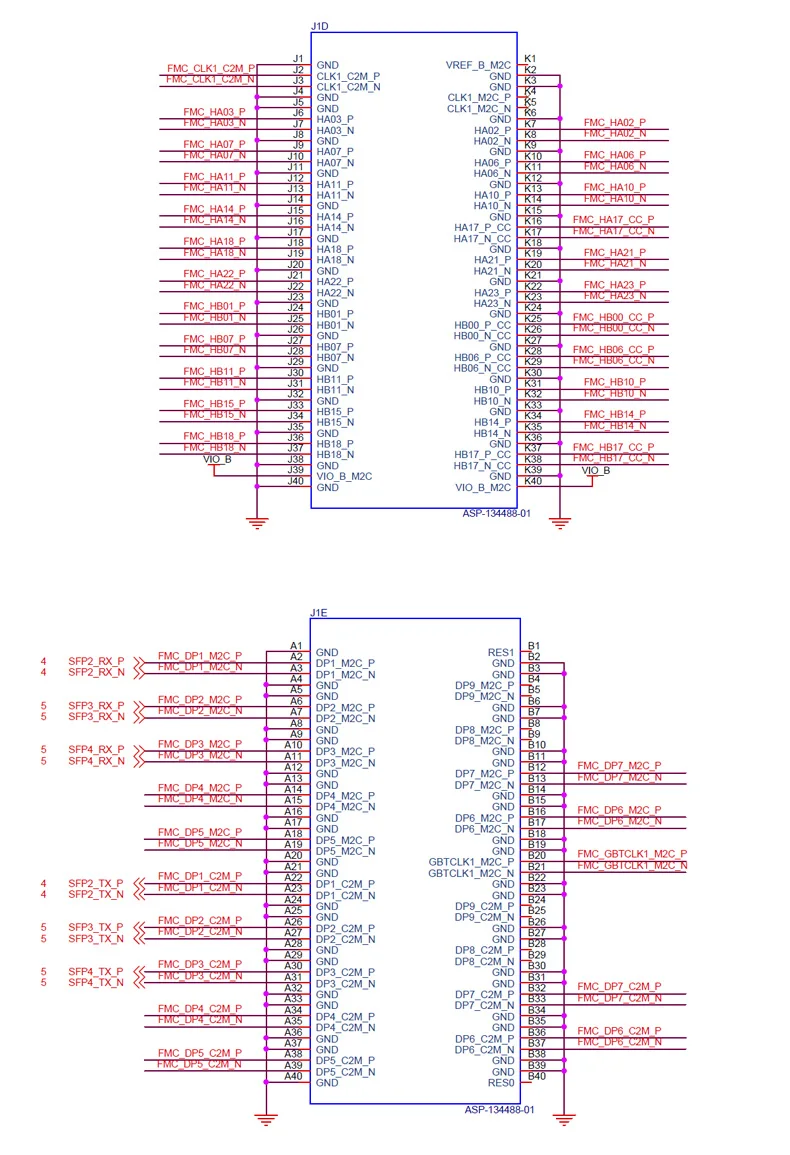 J1D
J1 GND VREF_B_M2C K1
FMC_CLK1_C2M_P J2 CLK1_C2M_P GND K2
FMC_CLK1_C2M_N J3 CLK1_C2M_N GND K3
J4 GND CLK1_M2C_P K4
J5 GND CLK1_M2C_N K5
FMC_HA03_P J6 HA03_P GND K6
FMC_HA03_N J7 HA03_N HA02_P K7 FMC_HA02_P
J8 GND HA02_N K8 FMC_HA02_N
FMC_HA07_P J9 HA07_P GND K9
FMC_HA07_N J10 HA07_N HA06_P K10 FMC_HA06_P
J11 GND HA06_N K11 FMC_HA06_N
FMC_HA11_P J12 HA11_P GND K12
FMC_HA11_N J13 HA11_N HA10_P K13 FMC_HA10_P
J14 GND HA10_N K14 FMC_HA10_N
FMC_HA14_P J15 HA14_P GND K15
FMC_HA14_N J16 HA14_N HA17_P_CC K16 FMC_HA17_CC_P
J17 GND HA17_N_CC K17 FMC_HA17_CC_N
FMC_HA18_P J18 HA18_P GND K18
FMC_HA18_N J19 HA18_N HA21_P K19 FMC_HA21_P
J20 GND HA21_N K20 FMC_HA21_N
FMC_HA22_P J21 HA22_P GND K21
FMC_HA22_N J22 HA22_N HA23_P K22 FMC_HA23_P
J23 GND HA23_N K23 FMC_HA23_N
FMC_HB01_P J24 HB01_P GND K24
FMC_HB01_N J25 HB01_N HB00_P_CC K25 FMC_HB00_CC_P
J26 GND HB00_N_CC K26 FMC_HB00_CC_N
FMC_HB07_P J27 HB07_P GND K27
FMC_HB07_N J28 HB07_N HB06_P_CC K28 FMC_HB06_CC_P
J29 GND HB06_N_CC K29 FMC_HB06_CC_N
FMC_HB11_P J30 HB11_P GND K30
FMC_HB11_N J31 HB11_N HB10_P K31 FMC_HB10_P
J32 GND HB10_N K32 FMC_HB10_N
FMC_HB15_P J33 HB15_P GND K33
FMC_HB15_N J34 HB15_N HB14_P K34 FMC_HB14_P
J35 GND HB14_N K35 FMC_HB14_N
FMC_HB18_P J36 HB18_P GND K36
FMC_HB18_N J37 HB18_N HB17_P_CC K37 FMC_HB17_CC_P
J38 GND HB17_N_CC K38 FMC_HB17_CC_N
VIO_B J39 VIO_B_M2C GND K39 VIO_B
J40 GND VIO_B_M2C K40
ASP-134488-01
J1E
A1 GND RES1 B1
4 SFP2_RX_P FMC_DP1_M2C_P A2 DP1_M2C_P GND B2
4 SFP2_RX_N FMC_DP1_M2C_N A3 DP1_M2C_N GND B3
A4 GND DP9_M2C_P B4
A5 GND DP9_M2C_N B5
5 SFP3_RX_P FMC_DP2_M2C_P A6 DP2_M2C_P GND B6
5 SFP3_RX_N FMC_DP2_M2C_N A7 DP2_M2C_N GND B7
A8 GND DP8_M2C_P B8
A9 GND DP8_M2C_N B9
5 SFP4_RX_P FMC_DP3_M2C_P A10 DP3_M2C_P GND B10
5 SFP4_RX_N FMC_DP3_M2C_N A11 DP3_M2C_N GND B11
A12 GND DP7_M2C_P B12 FMC_DP7_M2C_P
A13 GND DP7_M2C_N B13 FMC_DP7_M2C_N
FMC_DP4_M2C_P A14 DP4_M2C_P GND B14
FMC_DP4_M2C_N A15 DP4_M2C_N GND B15
A16 GND DP6_M2C_P B16 FMC_DP6_M2C_P
A17 GND DP6_M2C_N B17 FMC_DP6_M2C_N
FMC_DP5_M2C_P A18 DP5_M2C_P GND B18
FMC_DP5_M2C_N A19 DP5_M2C_N GND B19
A20 GND GBTCLK1_M2C_P B20 FMC_GBTCLK1_M2C_P
A21 GND GBTCLK1_M2C_N B21 FMC_GBTCLK1_M2C_N
4 SFP2_TX_P FMC_DP1_C2M_P A22 DP1_C2M_P GND B22
4 SFP2_TX_N FMC_DP1_C2M_N A23 DP1_C2M_N GND B23
A24 GND DP9_C2M_P B24
A25 GND DP9_C2M_N B25
5 SFP3_TX_P FMC_DP2_C2M_P A26 DP2_C2M_P GND B26
5 SFP3_TX_N FMC_DP2_C2M_N A27 DP2_C2M_N GND B27
A28 GND DP8_C2M_P B28
A29 GND DP8_C2M_N B29
5 SFP4_TX_P FMC_DP3_C2M_P A30 DP3_C2M_P GND B30
5 SFP4_TX_N FMC_DP3_C2M_N A31 DP3_C2M_N GND B31
A32 GND DP7_C2M_P B32 FMC_DP7_C2M_P
A33 GND DP7_C2M_N B33 FMC_DP7_C2M_N
FMC_DP4_C2M_P A34 DP4_C2M_P GND B34
FMC_DP4_C2M_N A35 DP4_C2M_N GND B35
A36 GND DP6_C2M_P B36 FMC_DP6_C2M_P
A37 GND DP6_C2M_N B37 FMC_DP6_C2M_N
FMC_DP5_C2M_P A38 DP5_C2M_P GND B38
FMC_DP5_C2M_N A39 DP5_C2M_N GND B39
A40 GND RES0 B40
ASP-134488-01